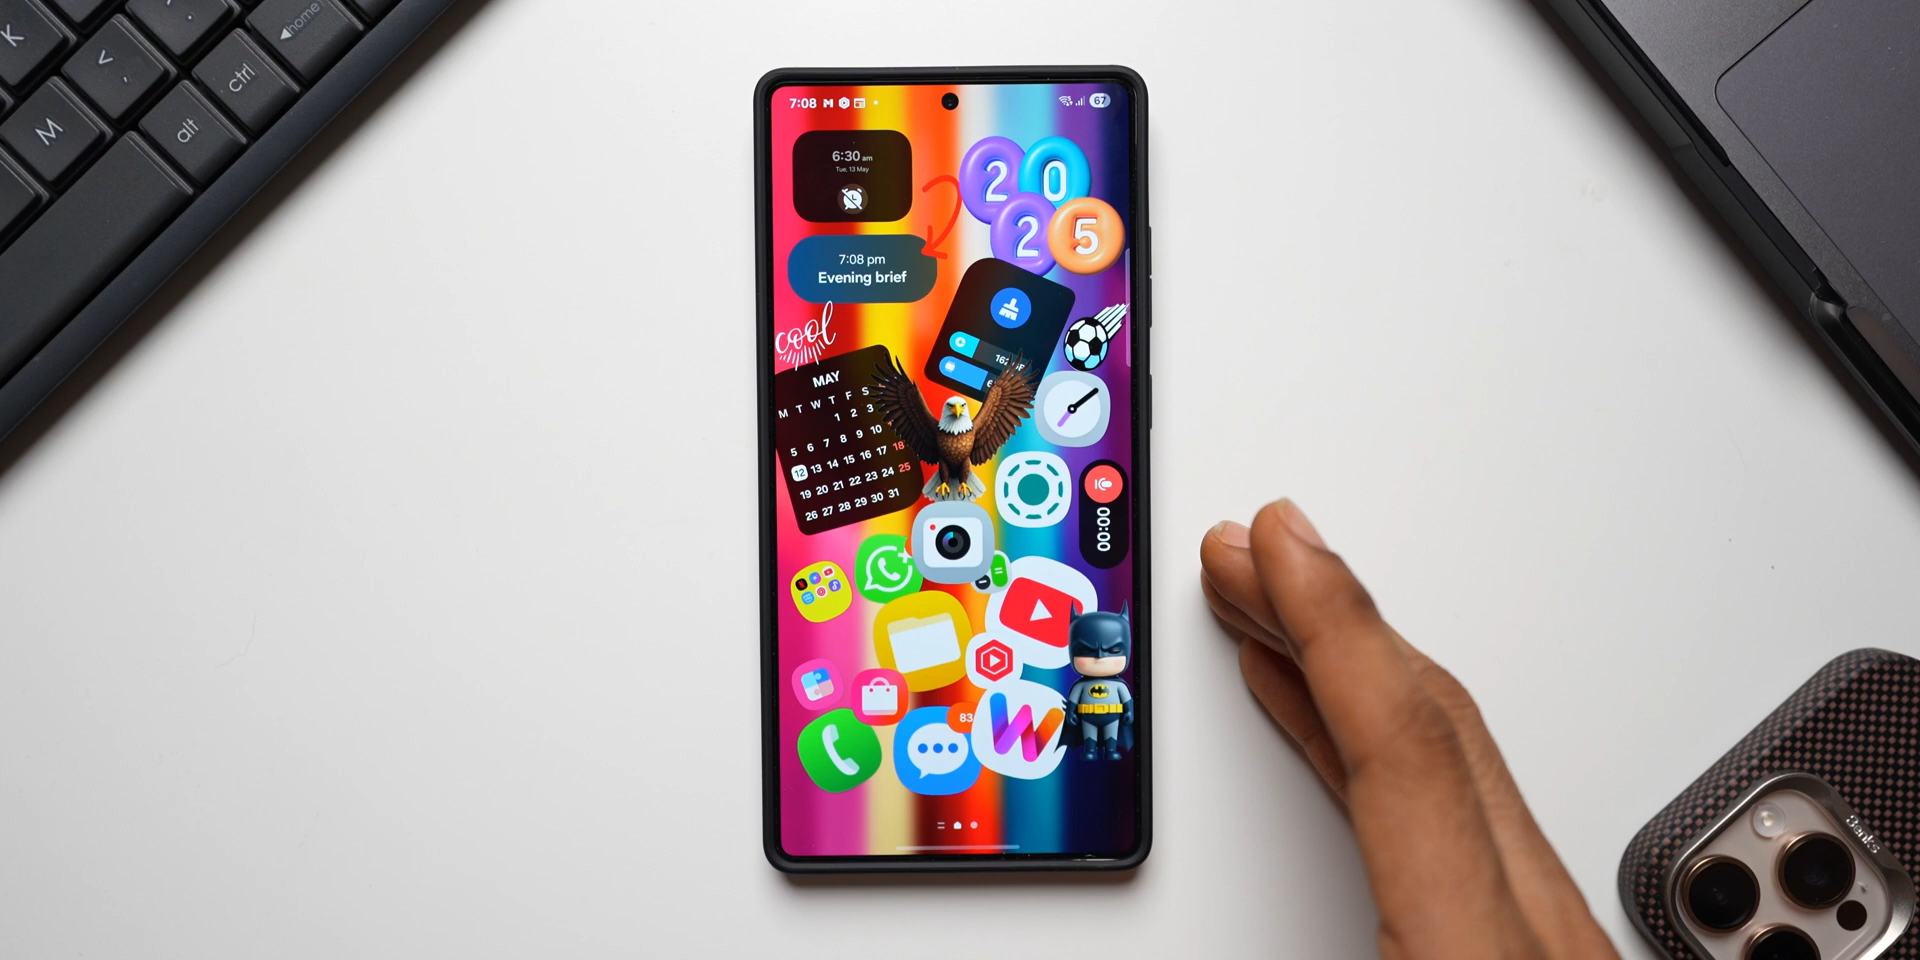 K
<
,
M
alt
ctrl
home
7:08
67
6:30 am
Tue, 13 May
7:08 pm
Evening brief
2 0
2 5
cool
MAY
M T W T F S
1 2 3
5 6 7 8 9 10
12 13 14 15 16 17 18
19 20 21 22 23 24 25
26 27 28 29 30 31
00:00
83
W
Benks